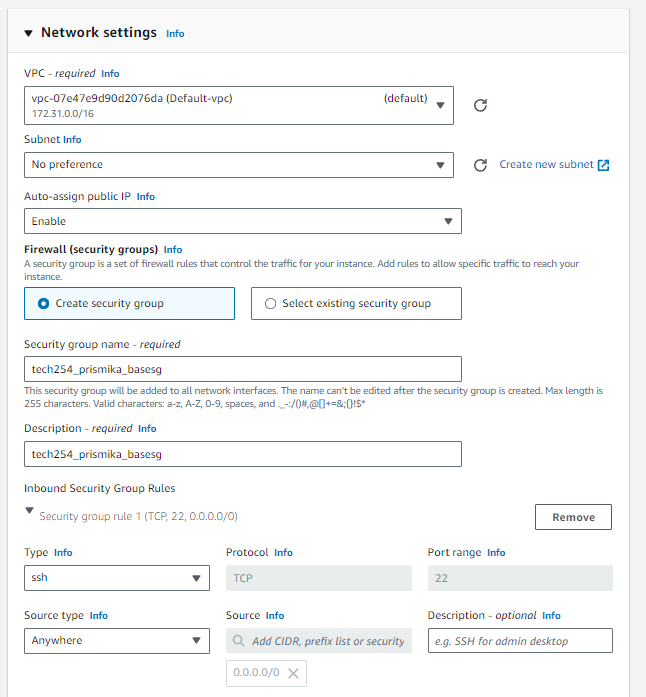 Network settings Info
VPC - required Info
vpc-07e47e9d90d2076da (Default-vpc) (default)
172.31.0.0/16
Subnet Info
No preference Create new subnet
Auto-assign public IP Info
Enable
Firewall (security groups) Info
A security group is a set of firewall rules that control the traffic for your instance. Add rules to allow specific traffic to reach your
instance.
Create security group Select existing security group
Security group name - required
tech254_prismika_basesg
This security group will be added to all network interfaces. The name can't be edited after the security group is created. Max length is
255 characters. Valid characters: a-z, A-Z, 0-9, spaces, and ._-:/()#,@[]+=&;{}!$*
Description - required Info
tech254_prismika_basesg
Inbound Security Group Rules
Security group rule 1 (TCP, 22, 0.0.0.0/0) Remove
Type Info Protocol Info Port range Info
ssh TCP 22
Source type Info Source Info Description - optional Info
Anywhere Add CIDR, prefix list or security e.g. SSH for admin desktop
0.0.0.0/0